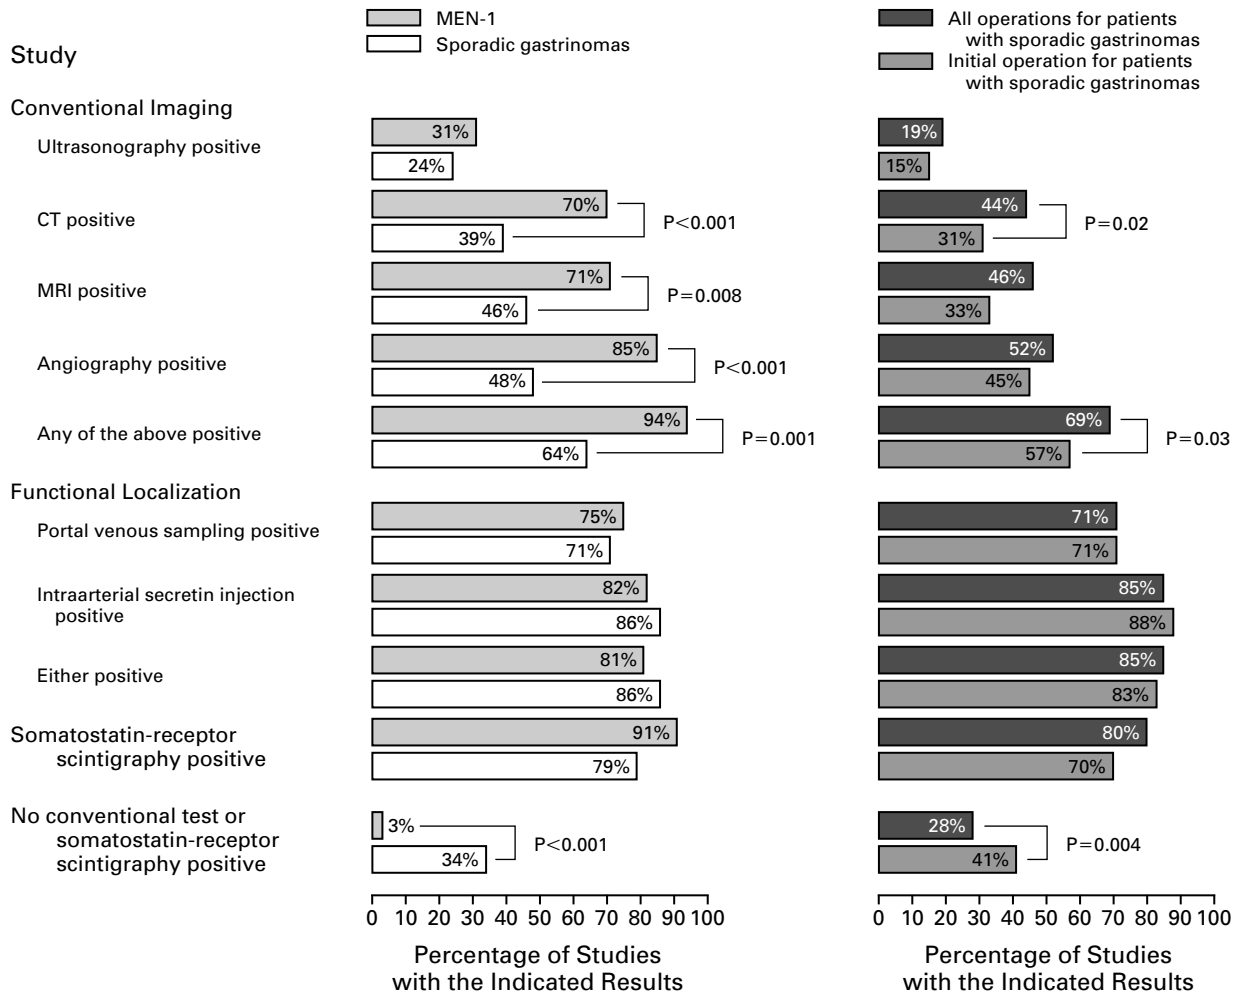 MEN-1
Sporadic gastrinomas
All operations for patients
with sporadic gastrinomas
Initial operation for patients
with sporadic gastrinomas
Study
Conventional Imaging
Ultrasonography positive
31%
24%
19%
15%
CT positive
70%
39%
P<0.001
44%
31%
P=0.02
MRI positive
71%
46%
P=0.008
46%
33%
Angiography positive
85%
48%
P<0.001
52%
45%
Any of the above positive
94%
64%
P=0.001
69%
57%
P=0.03
Functional Localization
Portal venous sampling positive
75%
71%
71%
71%
Intraarterial secretin injection
positive
82%
86%
85%
88%
Either positive
81%
86%
85%
83%
Somatostatin-receptor
scintigraphy positive
91%
79%
80%
70%
No conventional test or
somatostatin-receptor
scintigraphy positive
3%
34%
P<0.001
28%
41%
P=0.004
0 10 20 30 40 50 60 70 80 90 100
Percentage of Studies
with the Indicated Results
0 10 20 30 40 50 60 70 80 90 100
Percentage of Studies
with the Indicated Results